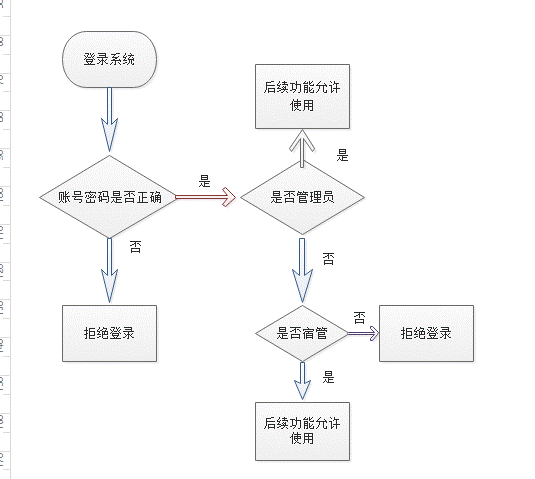 登录系统
后续功能允许
使用
是
账号密码是否正确
是
是否管理员
否
否
拒绝登录
是否宿管
否
拒绝登录
是
后续功能允许
使用